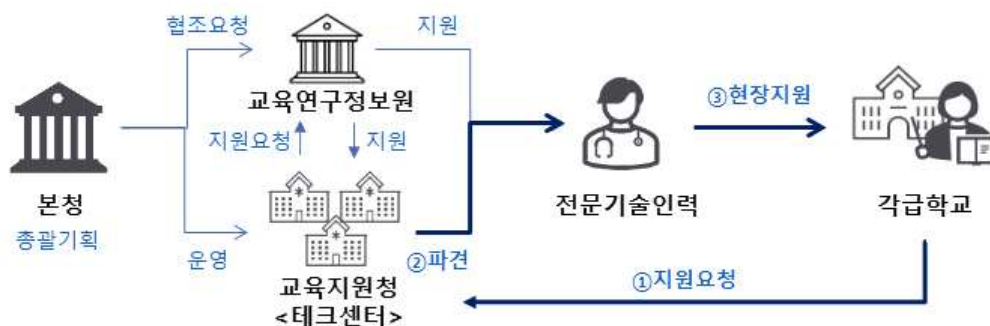 협조요청
지원
교육연구정보원
③현장지원
지원요청
지원
본청
총괄기획
전문기술인력
각급학교
운영
②파견
①지원요청
교육지원청
<테크센터>